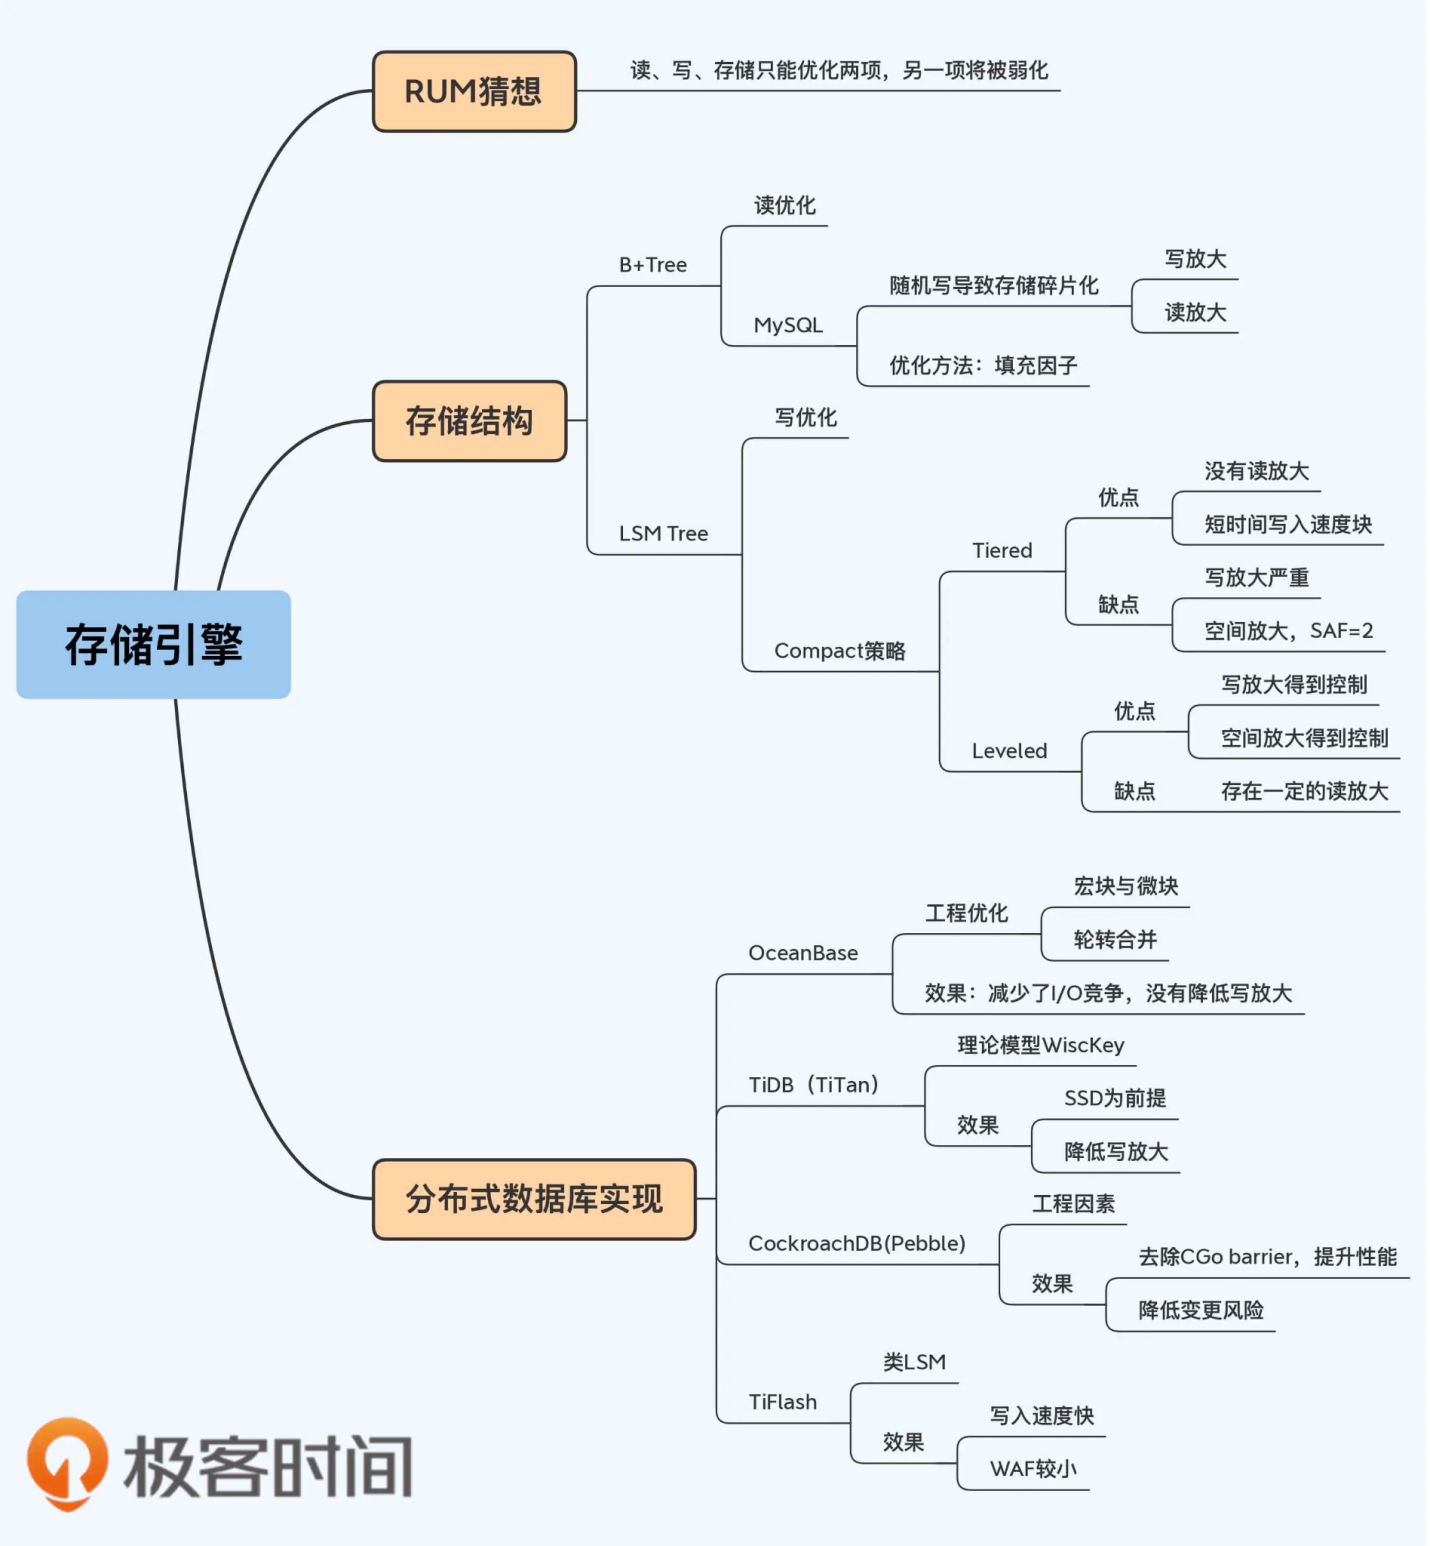 RUM猜想
读、写、存储只能优化两项，另一项将被弱化
存储引擎
存储结构
B+Tree
读优化
MySQL
随机写导致存储碎片化
写放大
读放大
优化方法：填充因子
LSM Tree
写优化
Compact策略
Tiered
优点
没有读放大
短时间写入速度块
缺点
写放大严重
空间放大，SAF=2
Leveled
优点
写放大得到控制
空间放大得到控制
缺点
存在一定的读放大
分布式数据库实现
OceanBase
工程优化
宏块与微块
轮转合并
效果：减少了I/O竞争，没有降低写放大
TiDB（TiTan）
理论模型WiscKey
效果
SSD为前提
降低写放大
CockroachDB(Pebble)
工程因素
效果
去除CGo barrier，提升性能
降低变更风险
TiFlash
类LSM
效果
写入速度快
WAF较小
极客时间